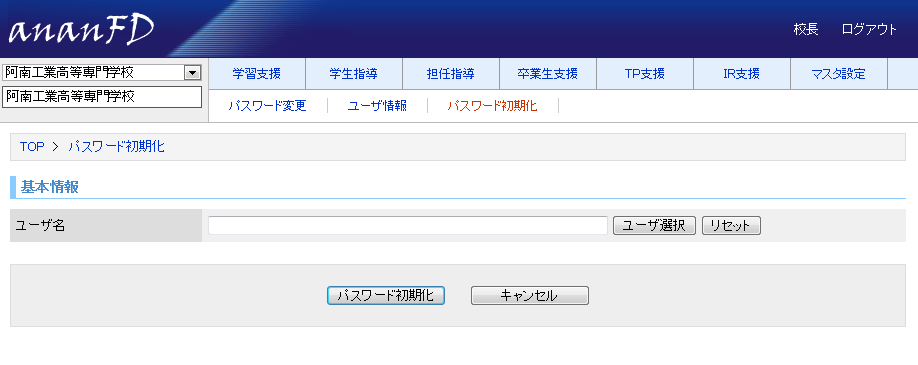 ananFD
校長 ログアウト
阿南工業高等専門学校
阿南工業高等専門学校
学習支援 学生指導 担任指導 卒業生支援 TP支援 IR支援 マスタ設定
パスワード変更 ユーザ情報 パスワード初期化
TOP > パスワード初期化
基本情報
ユーザ名 ユーザ選択 リセット
パスワード初期化 キャンセル